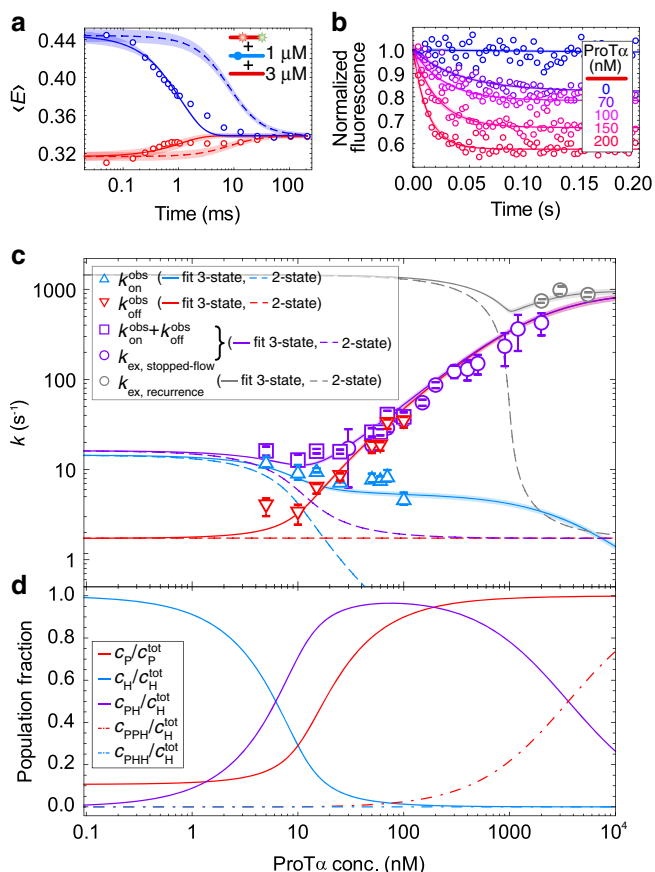 a
0.44
0.40
0.36
0.32
⟨E⟩
0.1
1
10
100
Time (ms)
+
1 µM
+
3 µM
b
1.0
0.9
0.8
0.7
0.6
Normalized
fluorescence
0.00
0.05
0.10
0.15
0.20
Time (s)
ProTα
(nM)
0
70
100
150
200
c
1000
100
10
1
k (s⁻¹)
k_on^obs (— fit 3-state, -- 2-state)
k_off^obs (— fit 3-state, -- 2-state)
k_on^obs + k_off^obs
k_ex, stopped-flow } (— fit 3-state, -- 2-state)
k_ex, recurrence (— fit 3-state, -- 2-state)
d
1.0
0.8
0.6
0.4
0.2
0.0
Population fraction
c_P/c_P^tot
c_H/c_H^tot
c_PH/c_H^tot
c_PPH/c_H^tot
c_PHH/c_H^tot
0.1
1
10
100
1000
10⁴
ProTα conc. (nM)